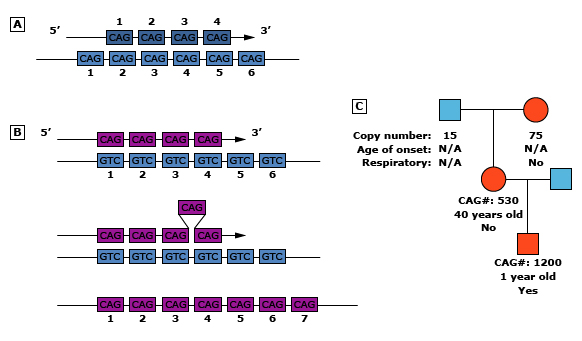 A
1 2 3 4
5’ CAG CAG CAG CAG 3’
CAG CAG CAG CAG CAG CAG
1 2 3 4 5 6
B
5’ CAG CAG CAG CAG 3’
GTC GTC GTC GTC GTC GTC
1 2 3 4 5 6
CAG
CAG CAG CAG CAG
GTC GTC GTC GTC GTC GTC
CAG CAG CAG CAG CAG CAG CAG
1 2 3 4 5 6 7
C
Copy number: 15 75
Age of onset: N/A N/A
Respiratory: N/A No
CAG#: 530
40 years old
No
CAG#: 1200
1 year old
Yes